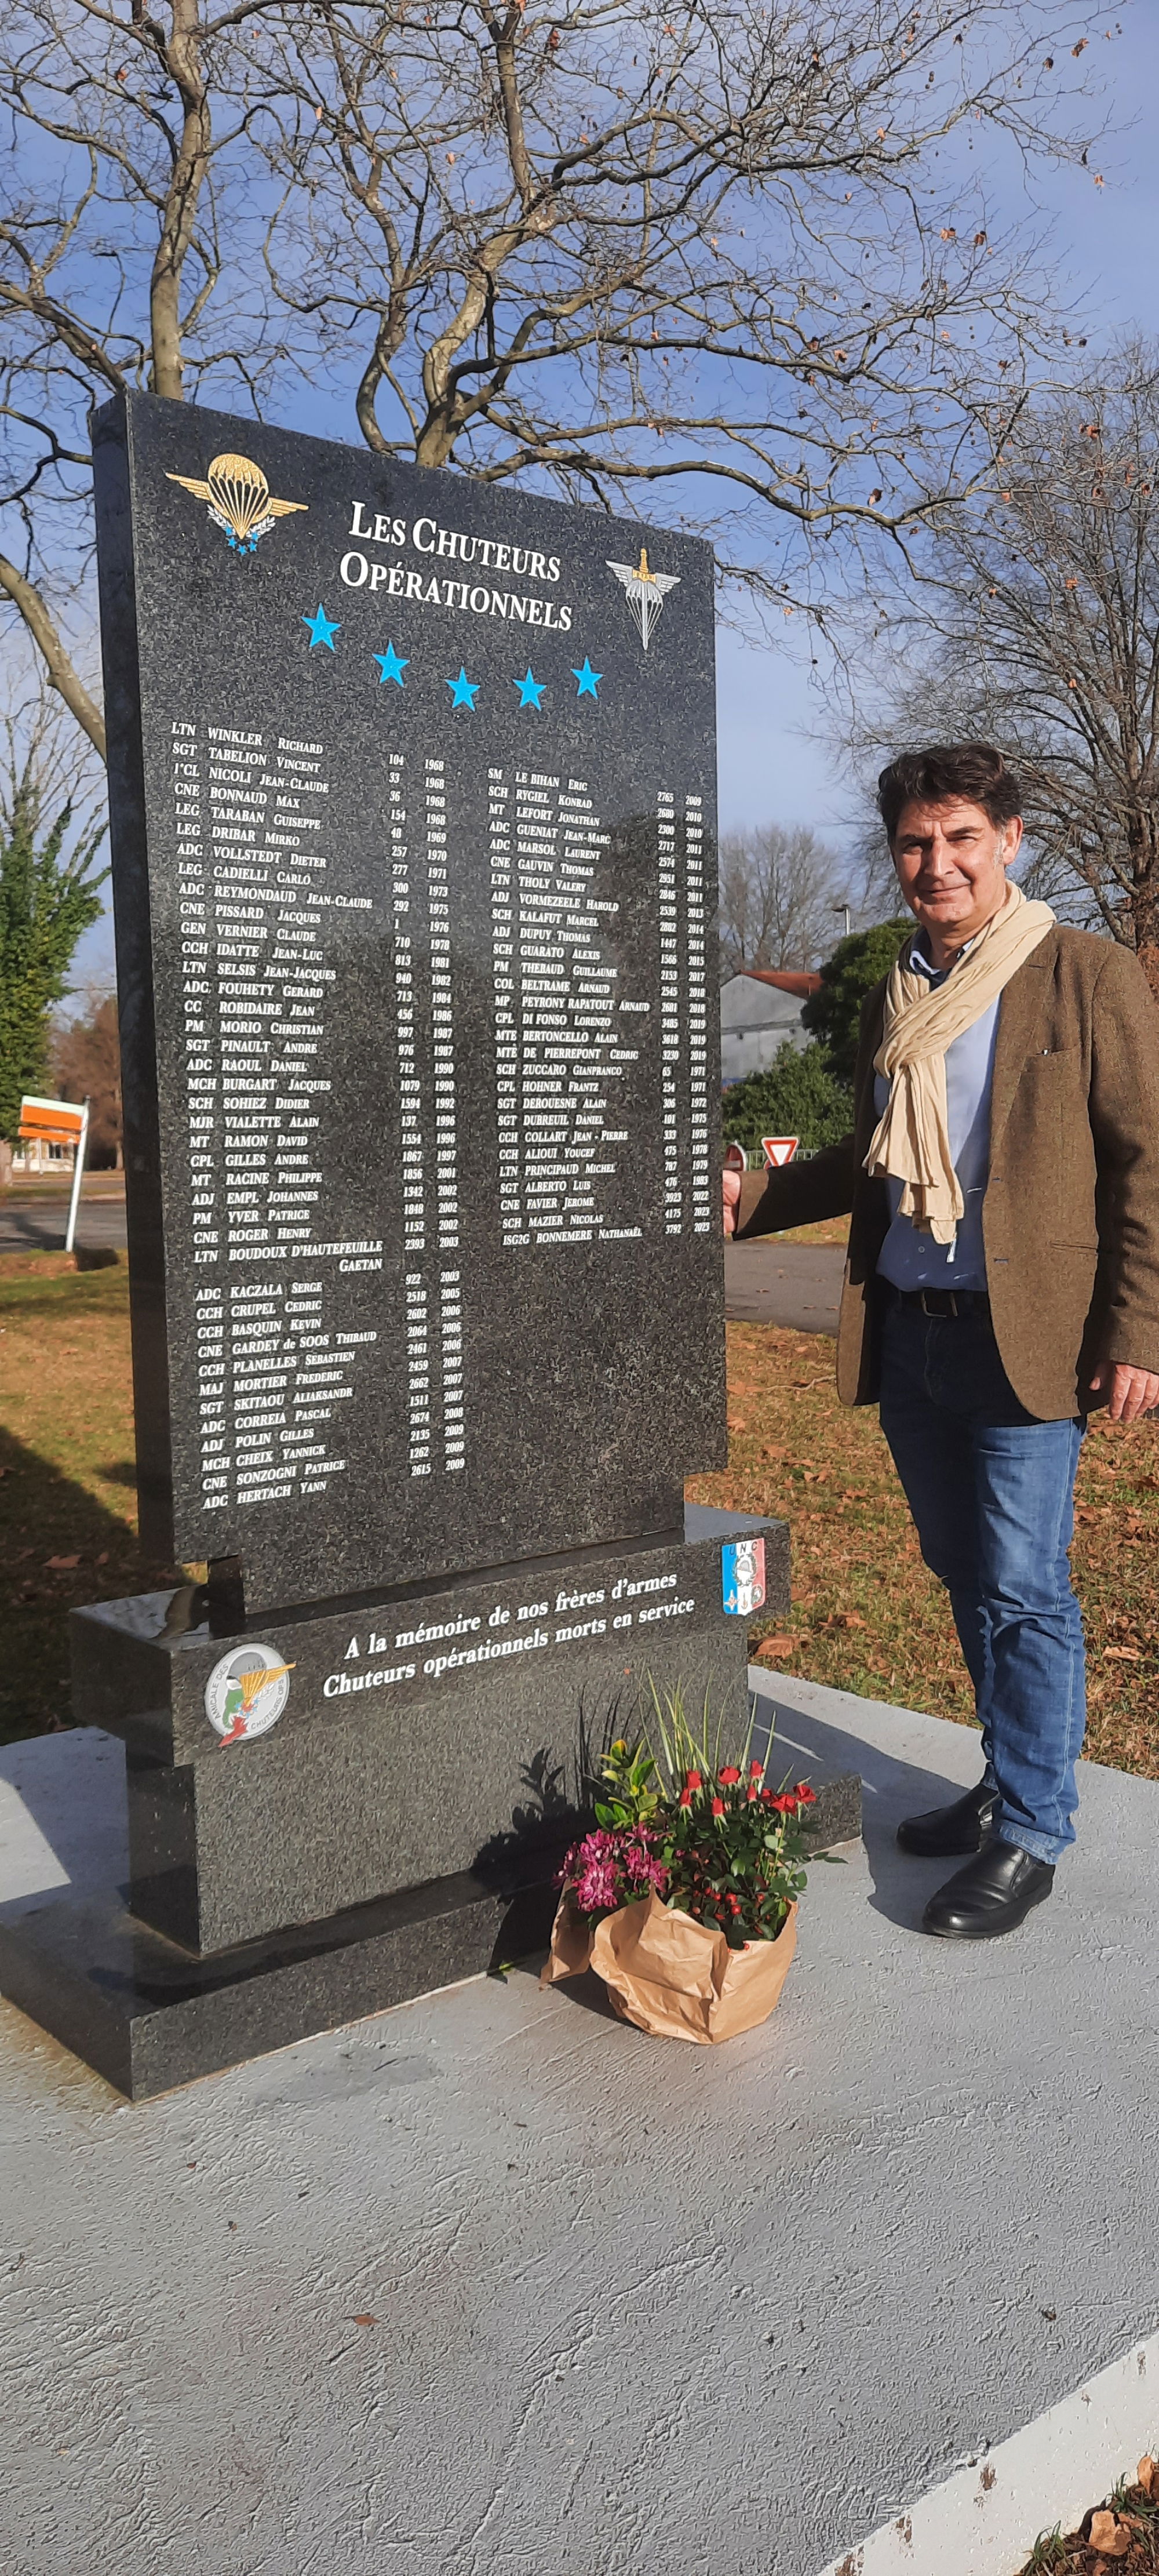 LES CHUTEURS
OPÉRATIONNELS
LTN WINKLER RICHARD 104 1968
SGT TABELION VINCENT 33 1968
1°CL NICOLI JEAN-CLAUDE 36 1968
CNE BONNAUD MAX 154 1968
LEG TARABAN GUISEPPE 48 1969
LEG DRIBAR MIRKO 257 1970
ADC VOLLSTEDT DIETER 277 1971
LEG CADIELLI CARLO 300 1973
ADC REYMONDAUD JEAN-CLAUDE 292 1975
CNE PISSARD JACQUES 1 1976
GEN VERNIER CLAUDE 710 1978
CCH IDATTE JEAN-LUC 813 1981
LTN SELSIS JEAN-JACQUES 940 1982
ADC FOUHETY GERARD 713 1984
CC ROBIDAIRE JEAN 456 1986
PM MORIO CHRISTIAN 997 1987
SGT PINAULT ANDRE 976 1987
ADC RAOUL DANIEL 712 1990
MCH BURGART JACQUES 1079 1990
SCH SOHIEZ DIDIER 1594 1992
MJR VIALETTE ALAIN 137 1996
MT RAMON DAVID 1554 1996
CPL GILLES ANDRE 1867 1997
MT RACINE PHILIPPE 1856 2001
ADJ EMPL JOHANNES 1342 2002
PM YVER PATRICE 1848 2002
CNE ROGER HENRY 1152 2002
LTN BOUDOUX D'HAUTEFEUILLE 2393 2003
GAETAN
ADC KACZALA SERGE 922 2003
CCH CRUPEL CEDRIC 2518 2005
CCH BASQUIN KEVIN 2602 2006
CNE GARDEY de SOOS THIBAUD 2064 2006
CCH PLANELLES SEBASTIEN 2461 2006
MAJ MORTIER FREDERIC 2459 2007
SGT SKITAOU ALIAKSANDR 2662 2007
ADC CORREIA PASCAL 1511 2007
ADJ POLIN GILLES 2674 2008
MCH CHEIX YANNICK 2135 2009
CNE SONZOGNI PATRICE 1262 2009
ADC HERTACH YANN 2615 2009
SM LE BIHAN ERIC 2765 2009
SCH RYGIEL KONRAD 2680 2010
MT LEFORT JONATHAN 2300 2010
ADC GUENIAT JEAN-MARC 2717 2011
ADC MARSOL LAURENT 2574 2011
CNE GAUVIN THOMAS 2951 2011
LTN THOLY VALERY 2846 2011
ADJ VORMEZEELE HAROLD 2539 2013
SCH KALAFUT MARCEL 2882 2014
ADJ DUPUY THOMAS 1447 2014
SCH GUARATO ALEXIS 1566 2015
PM THEBAUD GUILLAUME 2153 2017
COL BELTRAME ARNAUD 2545 2018
MP PEYRONY RAPATOUT ARNAUD 2681 2018
CPL DI FONSO LORENZO 3485 2019
MTE BERTONCELLO ALAIN 3618 2019
MTE DE PIERREPONT CEDRIC 3230 2019
SCH ZUCCARO GIANFRANCO 65 1971
CPL HOHNER FRANTZ 254 1971
SGT DEROUESNE ALAIN 306 1972
SGT DUBREUIL DANIEL 101 1975
CCH COLLART JEAN - PIERRE 333 1976
CCH ALIOUI YOUCEF 475 1978
LTN PRINCIPAUD MICHEL 787 1979
SGT ALBERTO LUIS 476 1983
CNE FAVIER JEROME 3923 2022
SCH MAZIER NICOLAS 4175 2023
ISG2G BONNEMERE NATHANAËL 3792 2023
A la mémoire de nos frères d'armes
Chuteurs opérationnels morts en service
UNC
AMICALE DES
CHUTEURS OPS